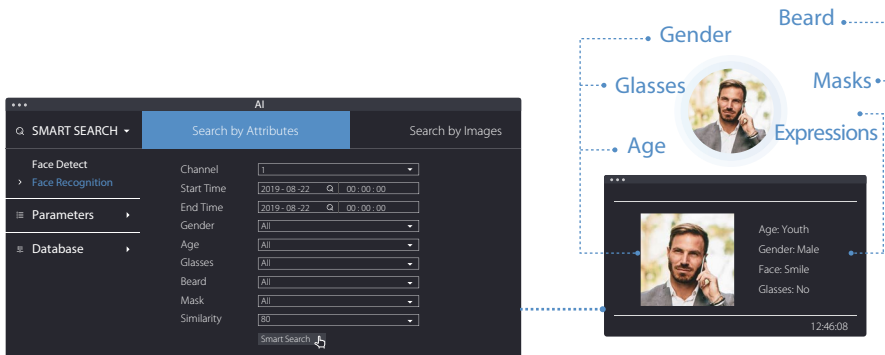 AI
SMART SEARCH
Search by Attributes
Search by Images
Face Detect
Face Recognition
Parameters
Database
Channel 1
Start Time 2019 - 08 -22 00 : 00 : 00
End Time 2019 - 08 -22 00 : 00 : 00
Gender All
Age All
Glasses All
Beard All
Mask All
Similarity 80
Smart Search
Gender
Beard
Glasses
Masks
Age
Expressions
Age: Youth
Gender: Male
Face: Smile
Glasses: No
12:46:08